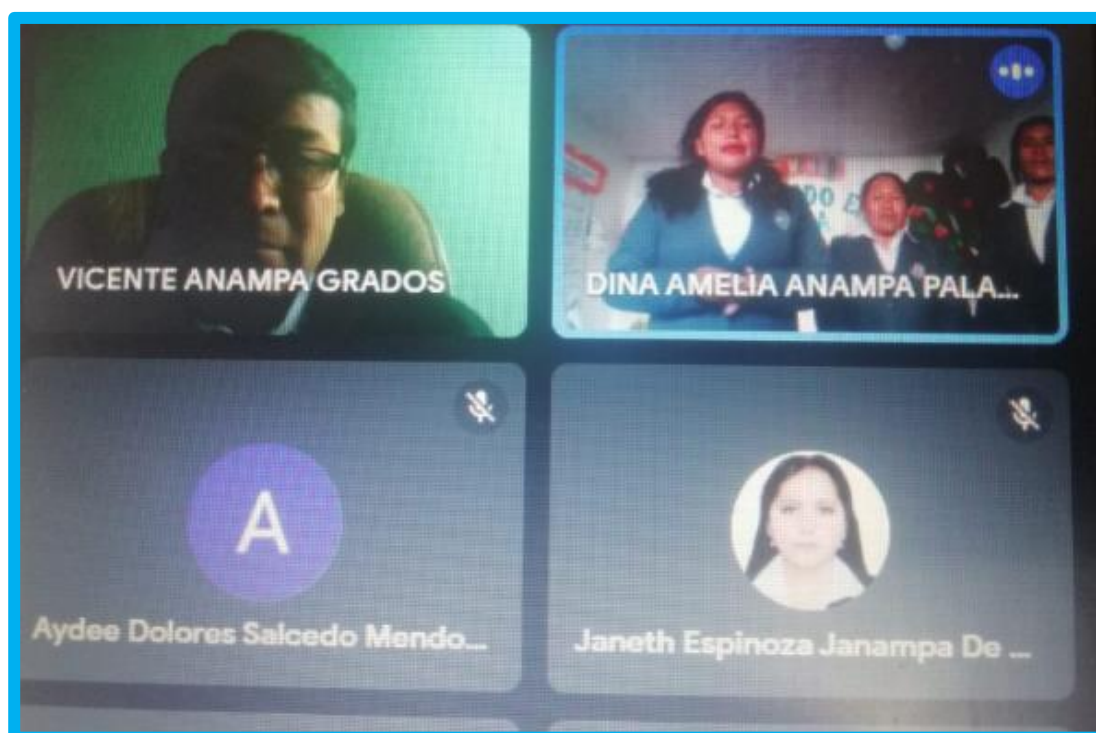 VICENTE ANAMPA GRADOS
DINA AMELIA ANAMPA PALA...
A
Aydee Dolores Salcedo Mendo...
Janeth Espinoza Janampa De ...